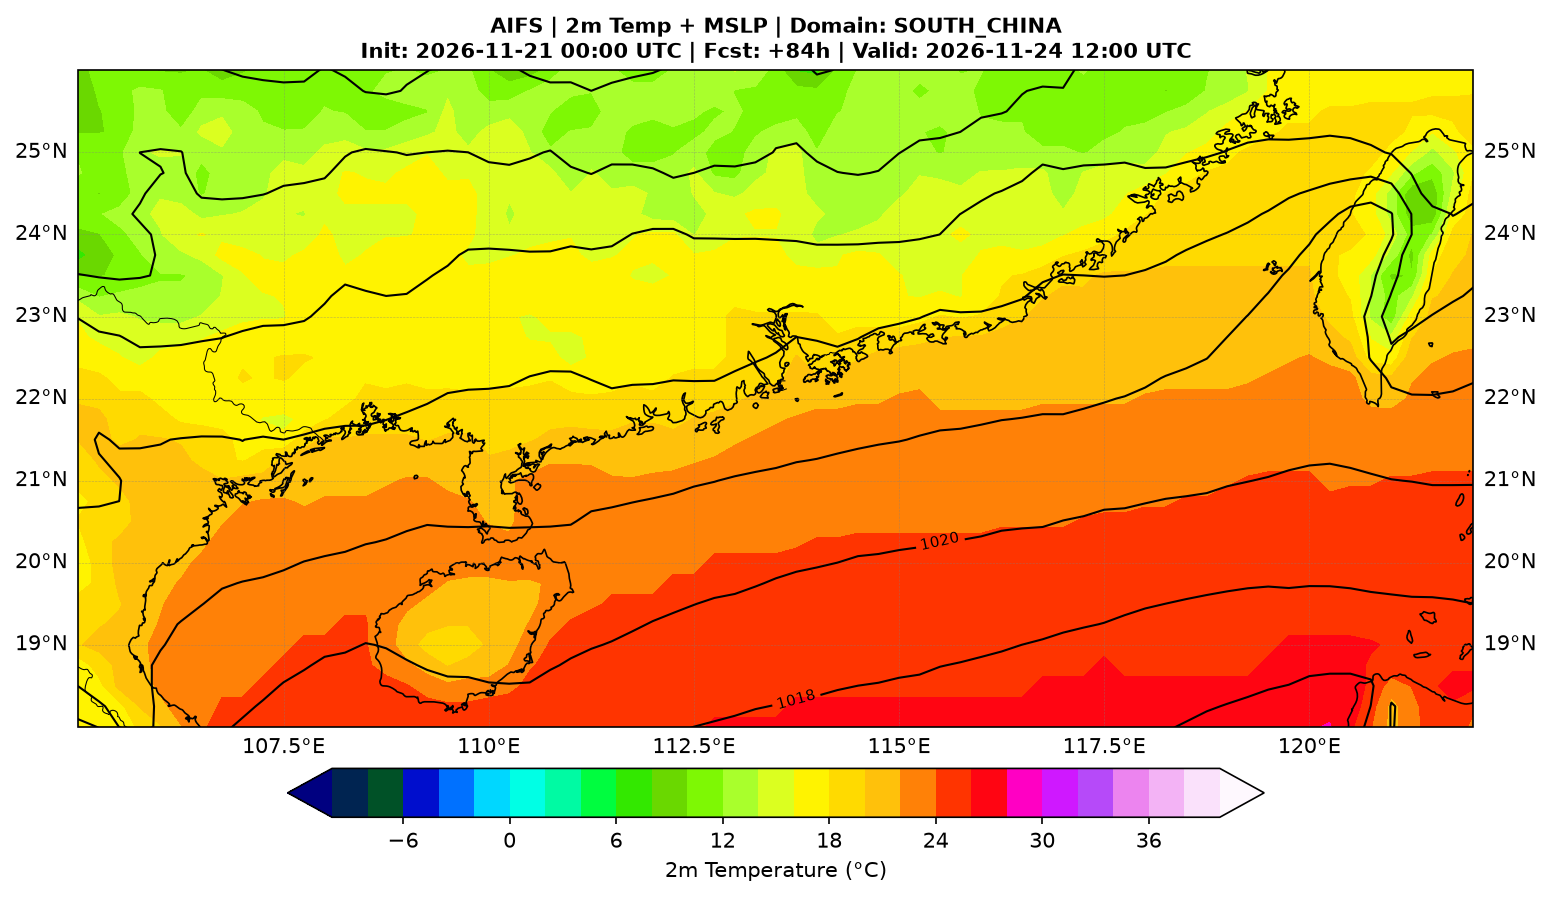 AIFS | 2m Temp + MSLP | Domain: SOUTH_CHINA
Init: 2026-11-21 00:00 UTC | Fcst: +84h | Valid: 2026-11-24 12:00 UTC
25°N 25°N
24°N 24°N
23°N 23°N
22°N 22°N
21°N 21°N
1020
20°N 20°N
19°N 19°N
1018
107.5°E 110°E 112.5°E 115°E 117.5°E 120°E
−6 0 6 12 18 24 30 36
2m Temperature (°C)